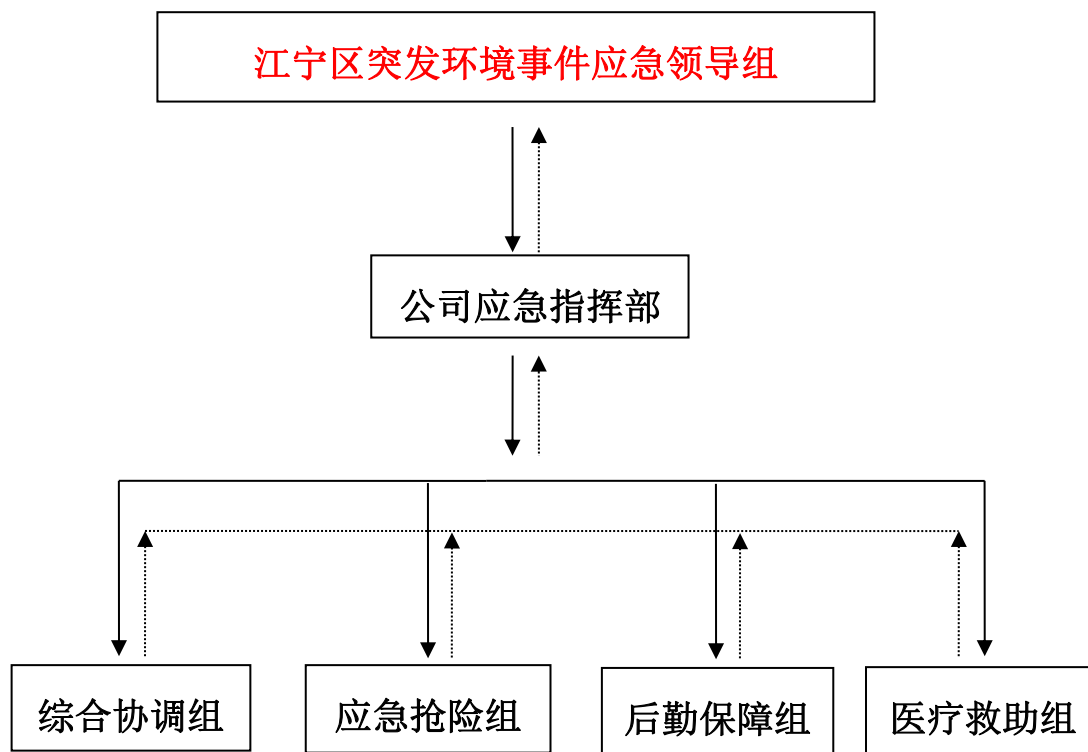 江宁区突发环境事件应急领导组
公司应急指挥部
综合协调组
应急抢险组
后勤保障组
医疗救助组